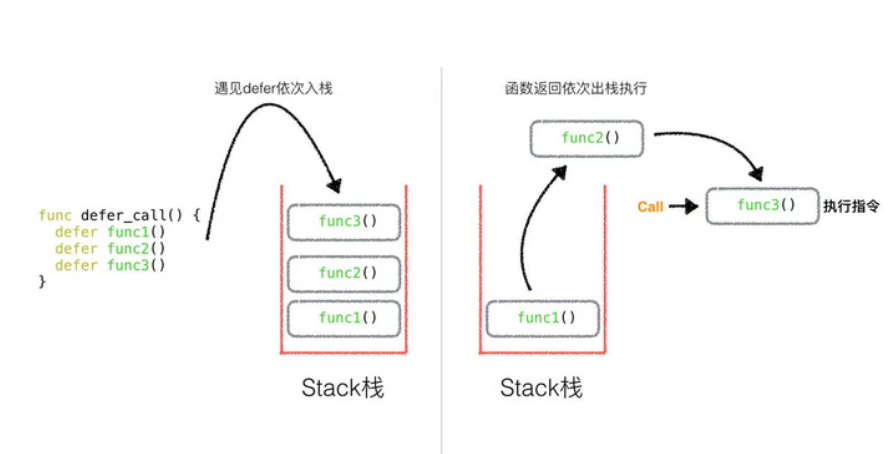 遇见defer依次入栈
func defer_call() {
  defer func1()
  defer func2()
  defer func3()
}
func3()
func2()
func1()
Stack栈
函数返回依次出栈执行
func2()
Call
func3()
执行指令
func1()
Stack栈